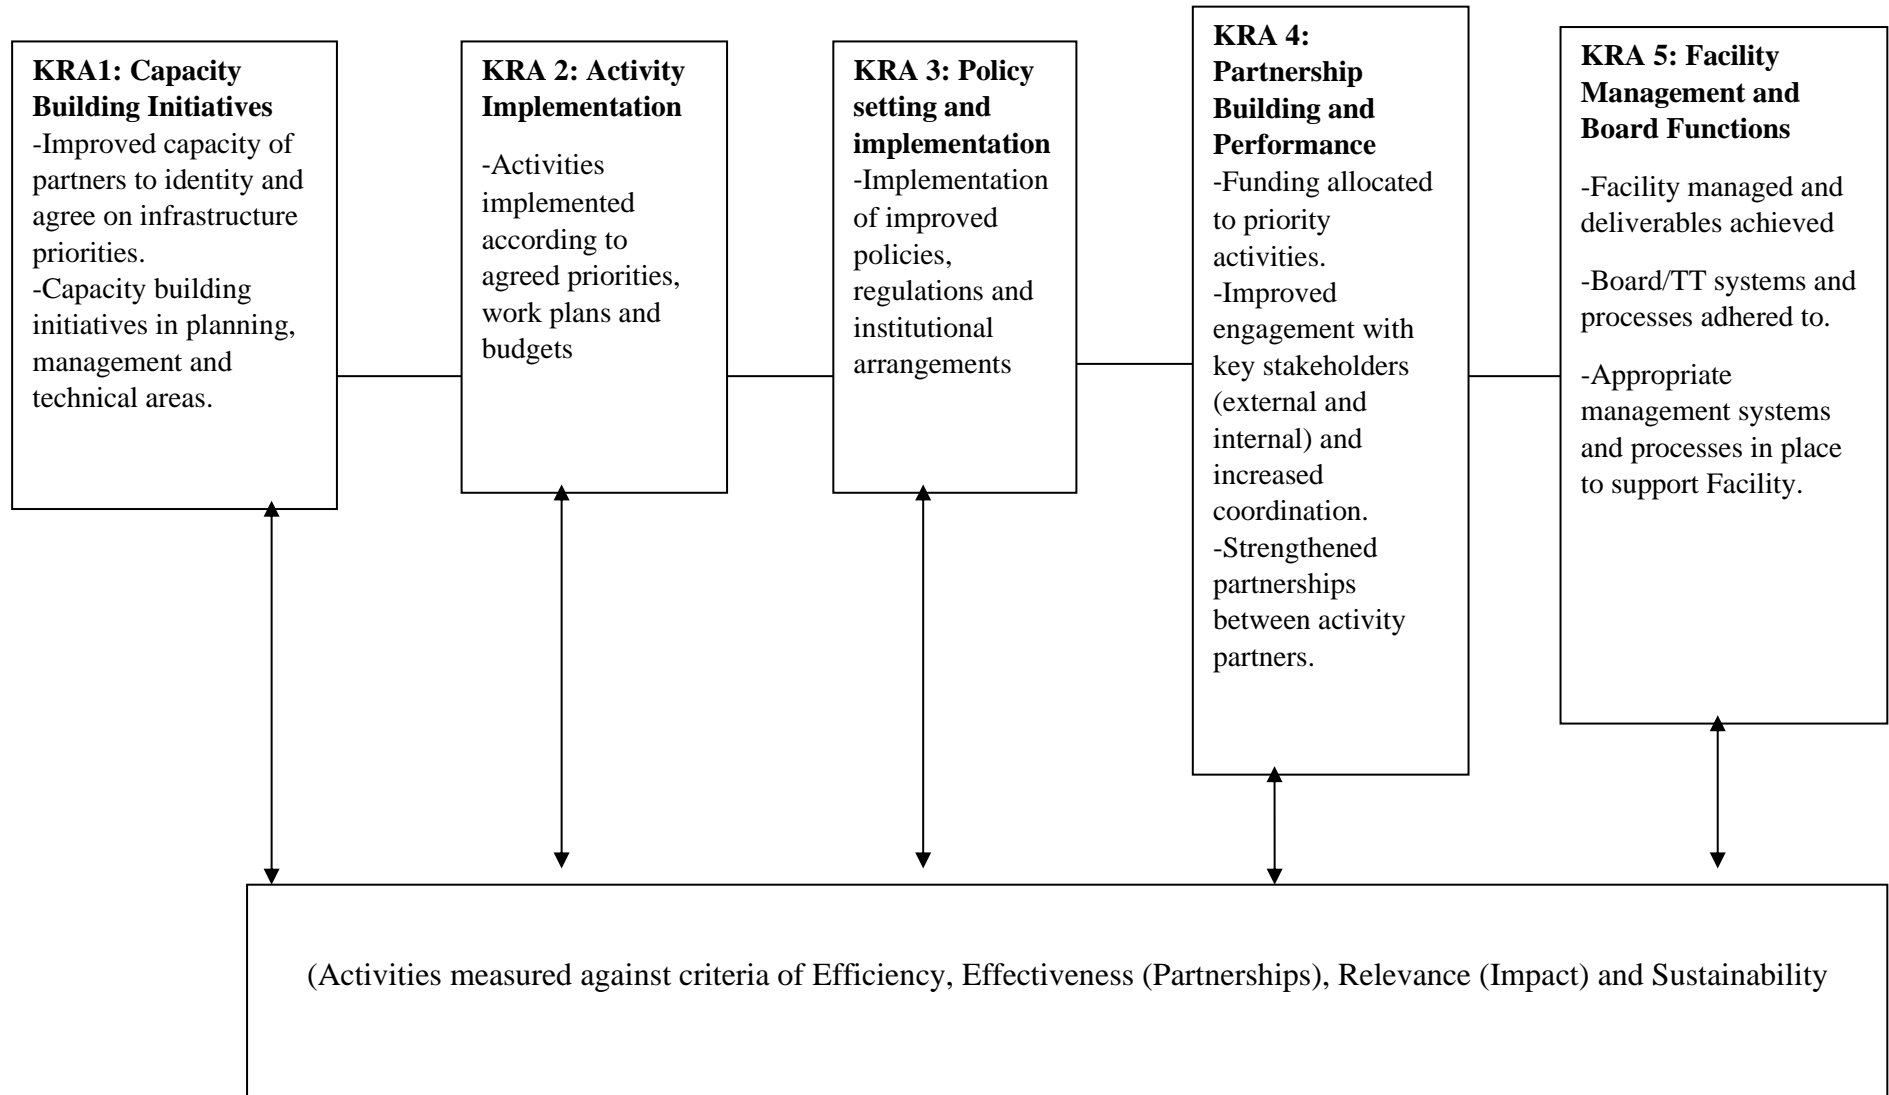 KRA1: Capacity
Building Initiatives
-Improved capacity of
partners to identity and
agree on infrastructure
priorities.
-Capacity building
initiatives in planning,
management and
technical areas.
KRA 2: Activity
Implementation
-Activities
implemented
according to
agreed priorities,
work plans and
budgets
KRA 3: Policy
setting and
implementation
-Implementation
of improved
policies,
regulations and
institutional
arrangements
KRA 4:
Partnership
Building and
Performance
-Funding allocated
to priority
activities.
-Improved
engagement with
key stakeholders
(external and
internal) and
increased
coordination.
-Strengthened
partnerships
between activity
partners.
KRA 5: Facility
Management and
Board Functions
-Facility managed and
deliverables achieved
-Board/TT systems and
processes adhered to.
-Appropriate
management systems
and processes in place
to support Facility.
(Activities measured against criteria of Efficiency, Effectiveness (Partnerships), Relevance (Impact) and Sustainability